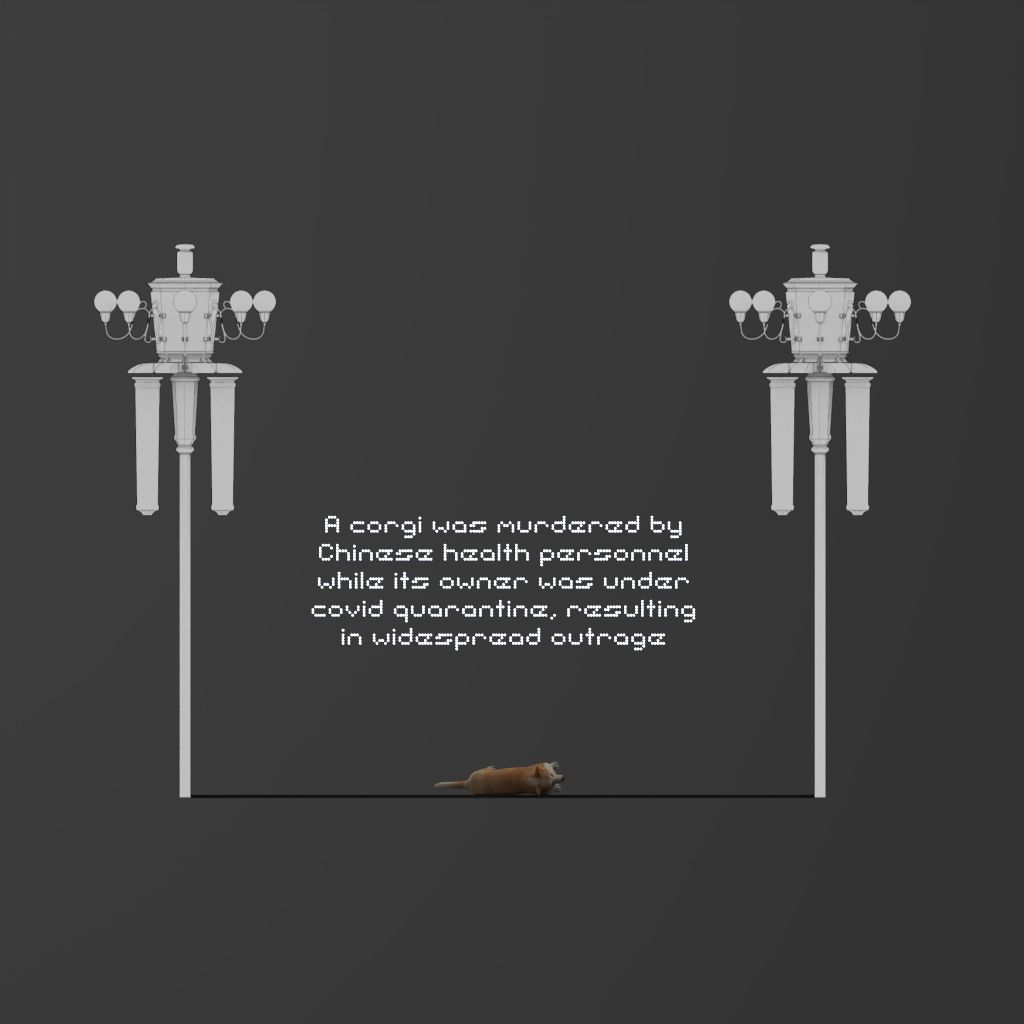 A corgi was murdered by
Chinese health personnel
while its owner was under
covid quarantine, resulting
in widespread outrage